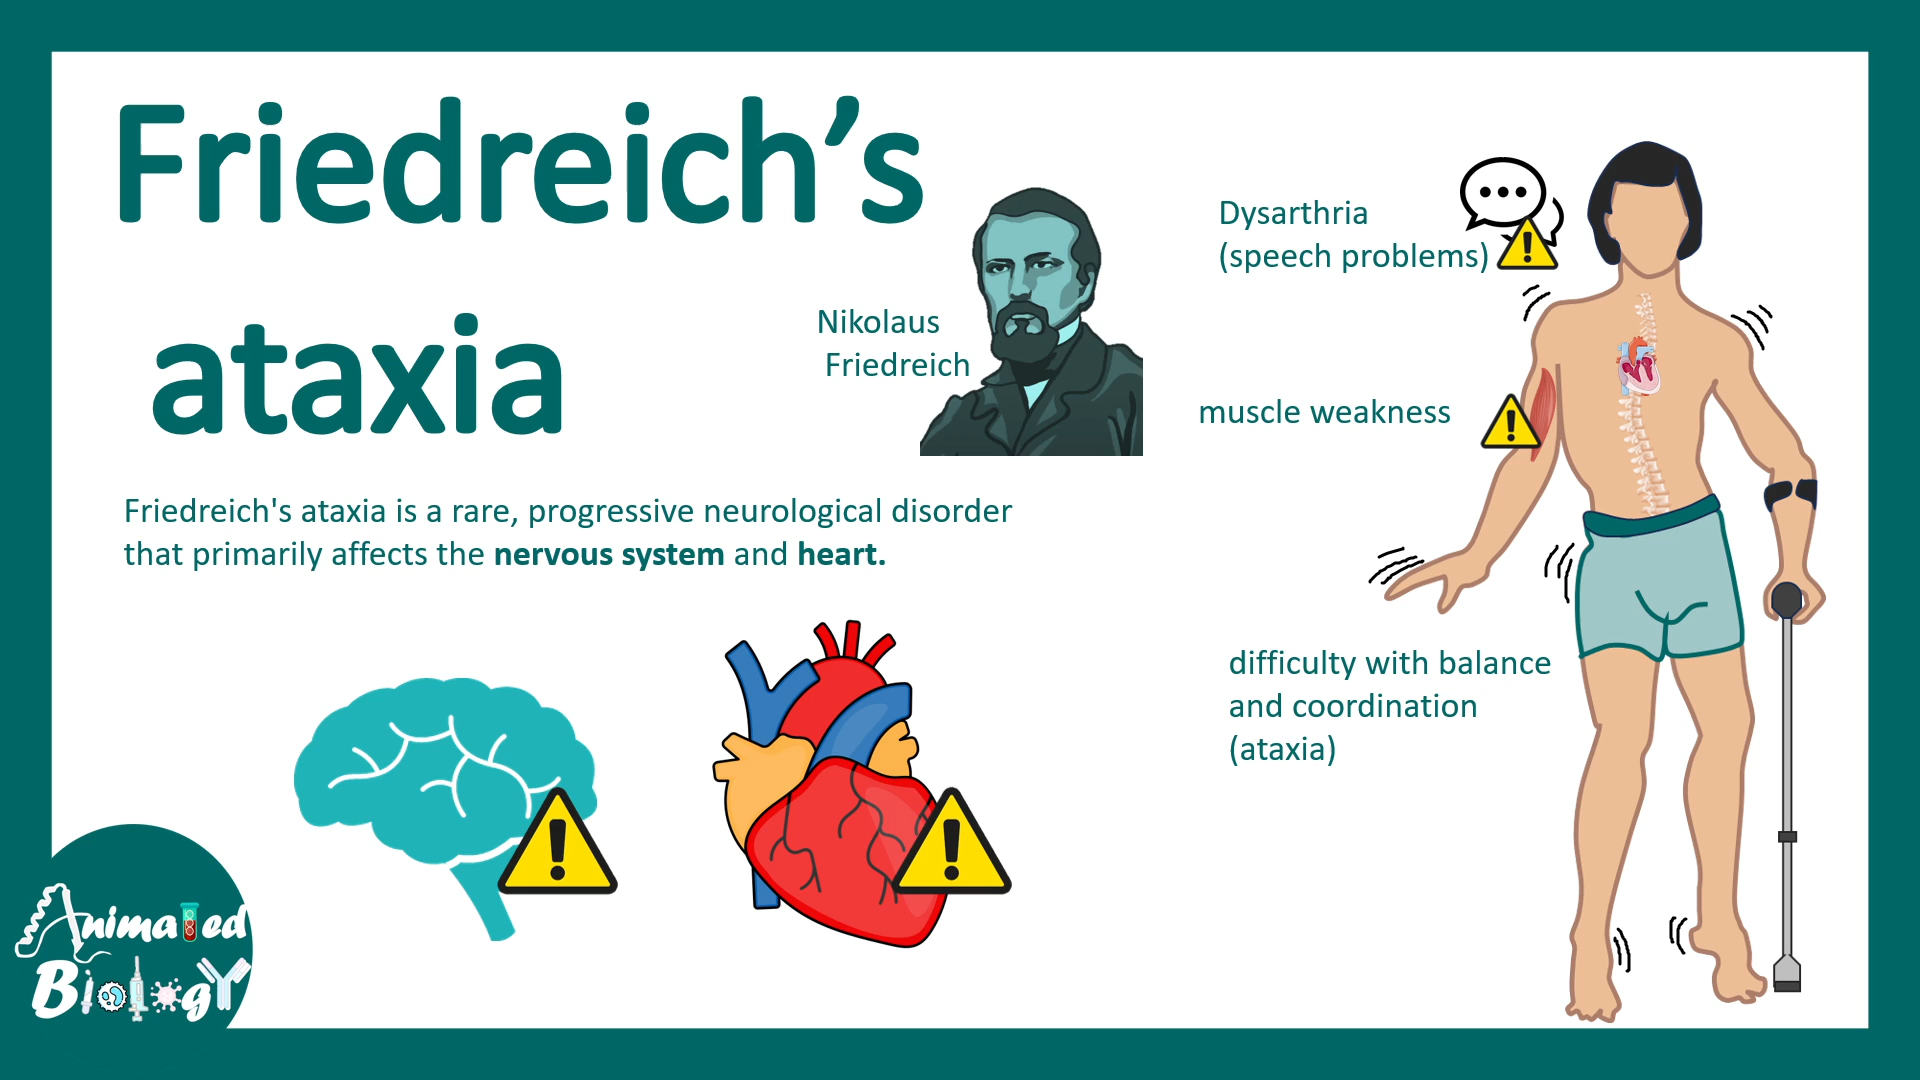 Friedreich’s
ataxia
Nikolaus
Friedreich
Friedreich's ataxia is a rare, progressive neurological disorder
that primarily affects the nervous system and heart.
Dysarthria
(speech problems)
muscle weakness
difficulty with balance
and coordination
(ataxia)
Animated
Biology